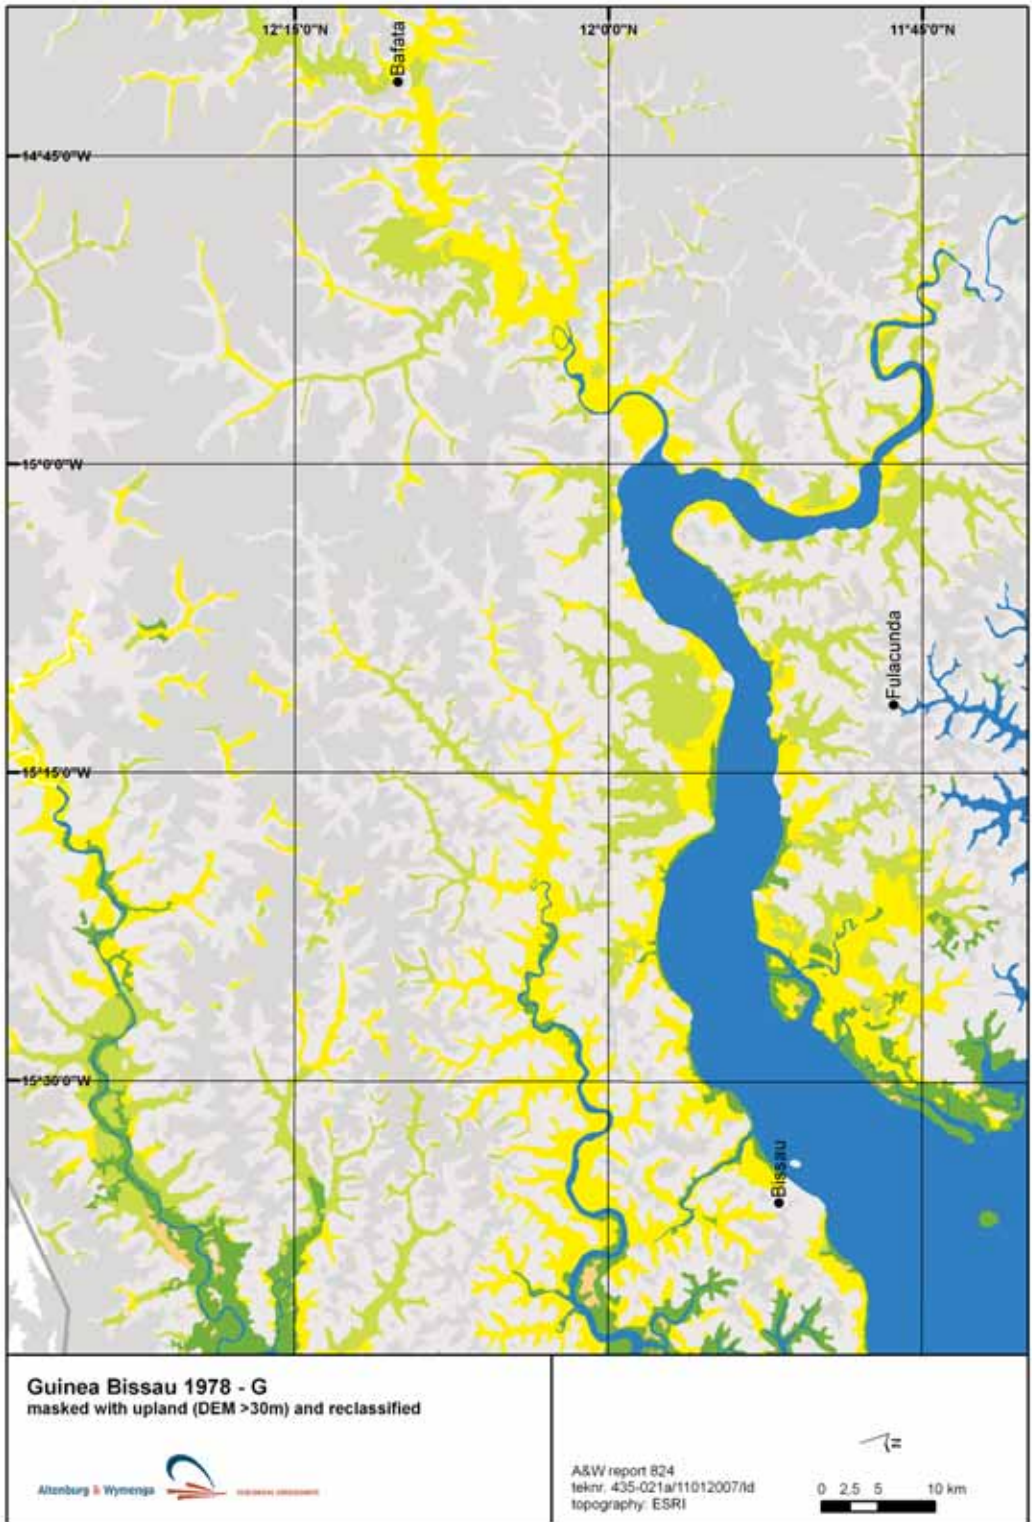 12°15'0"N
12°0'0"N
11°45'0"N
Bafata
14°45'0"W
15°0'0"W
Fulacunda
15°15'0"W
15°30'0"W
Bissau
Guinea Bissau 1978 - G
masked with upland (DEM >30m) and reclassified
Altenburg & Wymenga
A&W report 824
teknr. 435-021a/11012007/ld
topography: ESRI
0 2,5 5 10 km